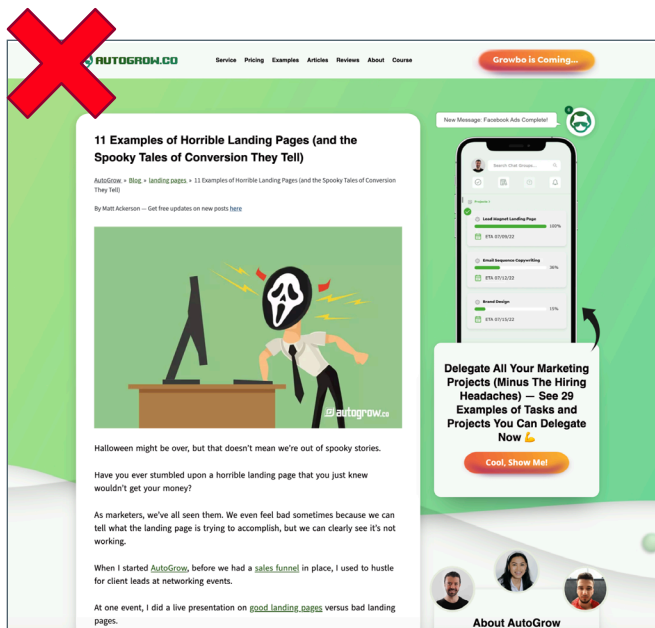 AUTOGROW.CO
Service Pricing Examples Articles Reviews About Course
Growbo is Coming...
11 Examples of Horrible Landing Pages (and the
Spooky Tales of Conversion They Tell)
AutoGrow » Blog » landing pages » 11 Examples of Horrible Landing Pages (and the Spooky Tales of Conversion
They Tell)
By Matt Ackerson — Get free updates on new posts here
autogrow.co
Halloween might be over, but that doesn't mean we're out of spooky stories.
Have you ever stumbled upon a horrible landing page that you just knew
wouldn't get your money?
As marketers, we've all seen them. We even feel bad sometimes because we can
tell what the landing page is trying to accomplish, but we can clearly see it's not
working.
When I started AutoGrow, before we had a sales funnel in place, I used to hustle
for client leads at networking events.
At one event, I did a live presentation on good landing pages versus bad landing
pages.
New Message: Facebook Ads Complete!
Search Chat Groups...
Projects
Lead Magnet Landing Page
100%
ETA 07/09/22
Email Sequence Copywriting
30%
ETA 07/12/22
Brand Design
15%
ETA 07/15/22
Delegate All Your Marketing
Projects (Minus The Hiring
Headaches) — See 29
Examples of Tasks and
Projects You Can Delegate
Now 💪
Cool, Show Me!
About AutoGrow